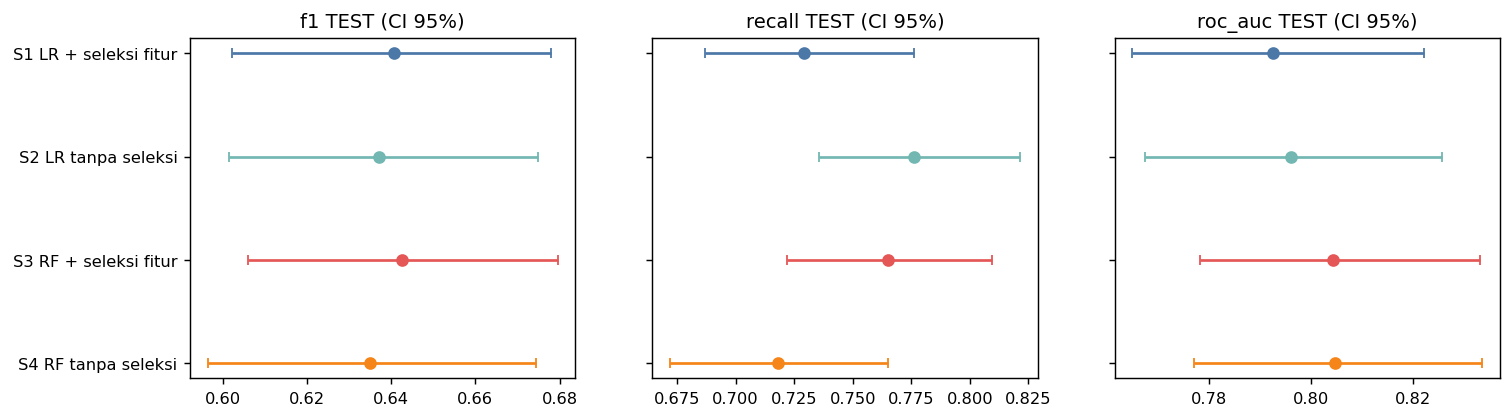 f1 TEST (CI 95%)
recall TEST (CI 95%)
roc_auc TEST (CI 95%)
S1 LR + seleksi fitur
S2 LR tanpa seleksi
S3 RF + seleksi fitur
S4 RF tanpa seleksi
0.60 0.62 0.64 0.66 0.68
0.675 0.700 0.725 0.750 0.775 0.800 0.825
0.78 0.80 0.82